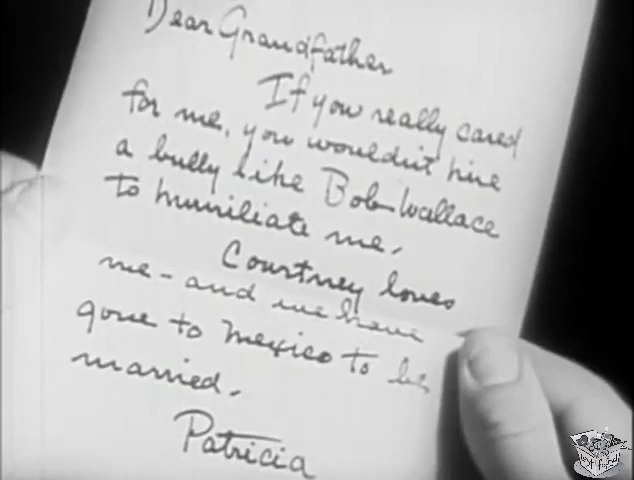 Dear Grandfather
If you really cared
for me, you wouldn't hire
a bully like Bob Wallace
to humiliate me.
Courtney loves
me - and we have
gone to Mexico to be
married.
Patricia